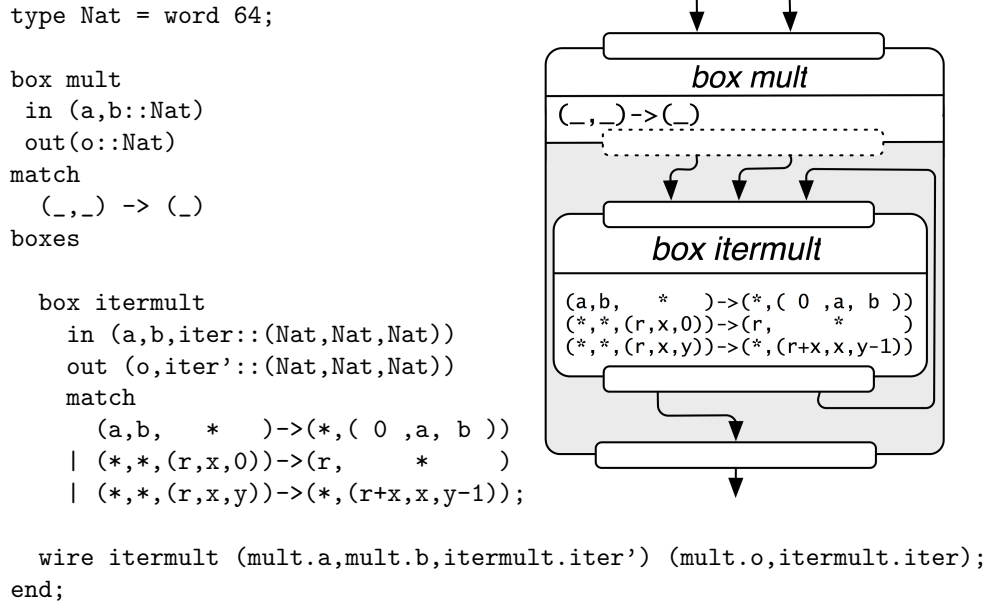 type Nat = word 64;
box mult
in (a,b::Nat)
out(o::Nat)
match
(_,_) -> (_)
boxes
box itermult
in (a,b,iter::(Nat,Nat,Nat))
out (o,iter'::(Nat,Nat,Nat))
match
(a,b,   *   )->(*,( 0 ,a, b ))
| (*,*,(r,x,0))->(r,      *      )
| (*,*,(r,x,y))->(*,(r+x,x,y-1));
wire itermult (mult.a,mult.b,itermult.iter') (mult.o,itermult.iter);
end;
box mult
(_,_)->(_)
box itermult
(a,b,   *   )->(*,( 0 ,a, b ))
(*,*,(r,x,0))->(r,      *      )
(*,*,(r,x,y))->(*,(r+x,x,y-1))